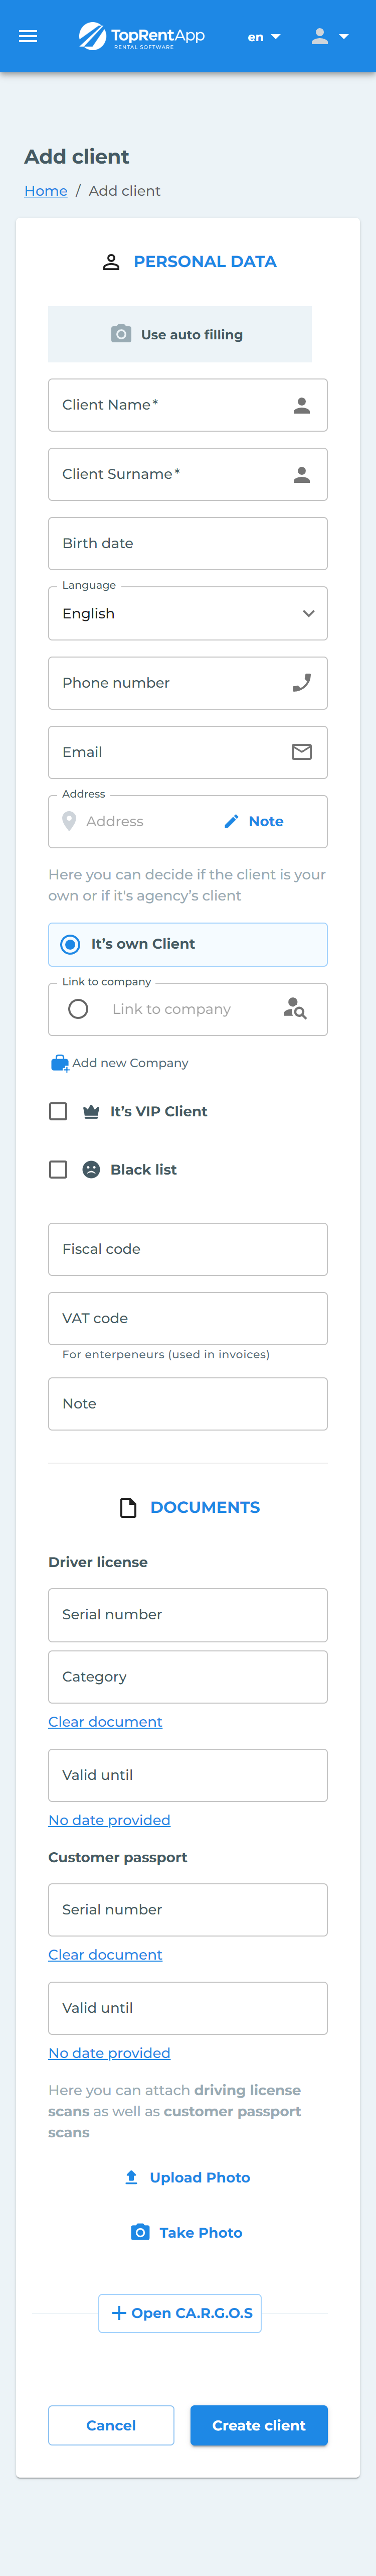 TopRentApp
RENTAL SOFTWARE
en
Add client
Home / Add client
PERSONAL DATA
Use auto filling
Client Name*
Client Surname*
Birth date
Language
English
Phone number
Email
Address
Address
Note
Here you can decide if the client is your
own or if it's agency’s client
It’s own Client
Link to company
Link to company
Add new Company
It’s VIP Client
Black list
Fiscal code
VAT code
For enterpeneurs (used in invoices)
Note
DOCUMENTS
Driver license
Serial number
Category
Clear document
Valid until
No date provided
Customer passport
Serial number
Clear document
Valid until
No date provided
Here you can attach driving license
scans as well as customer passport
scans
Upload Photo
Take Photo
Open CA.R.G.O.S
Cancel
Create client